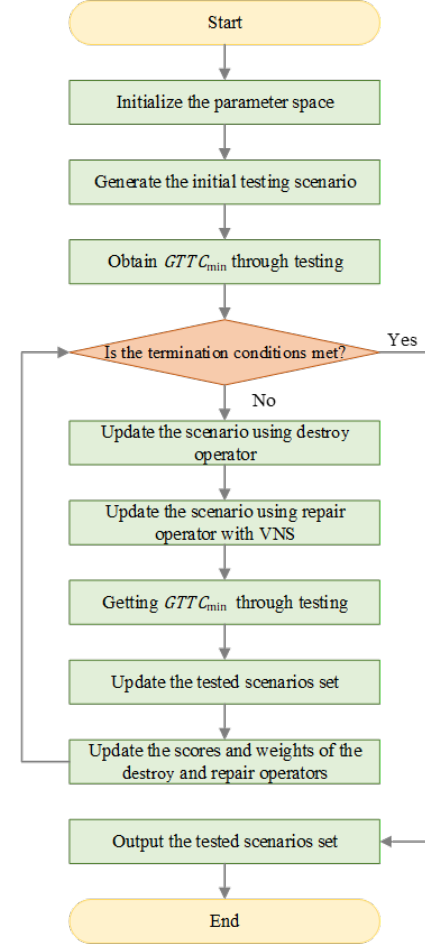 Start
Initialize the parameter space
Generate the initial testing scenario
Obtain GTTCmin through testing
Is the termination conditions met?
Yes
No
Update the scenario using destroy
operator
Update the scenario using repair
operator with VNS
Getting GTTCmin through testing
Update the tested scenarios set
Update the scores and weights of the
destroy and repair operators
Output the tested scenarios set
End